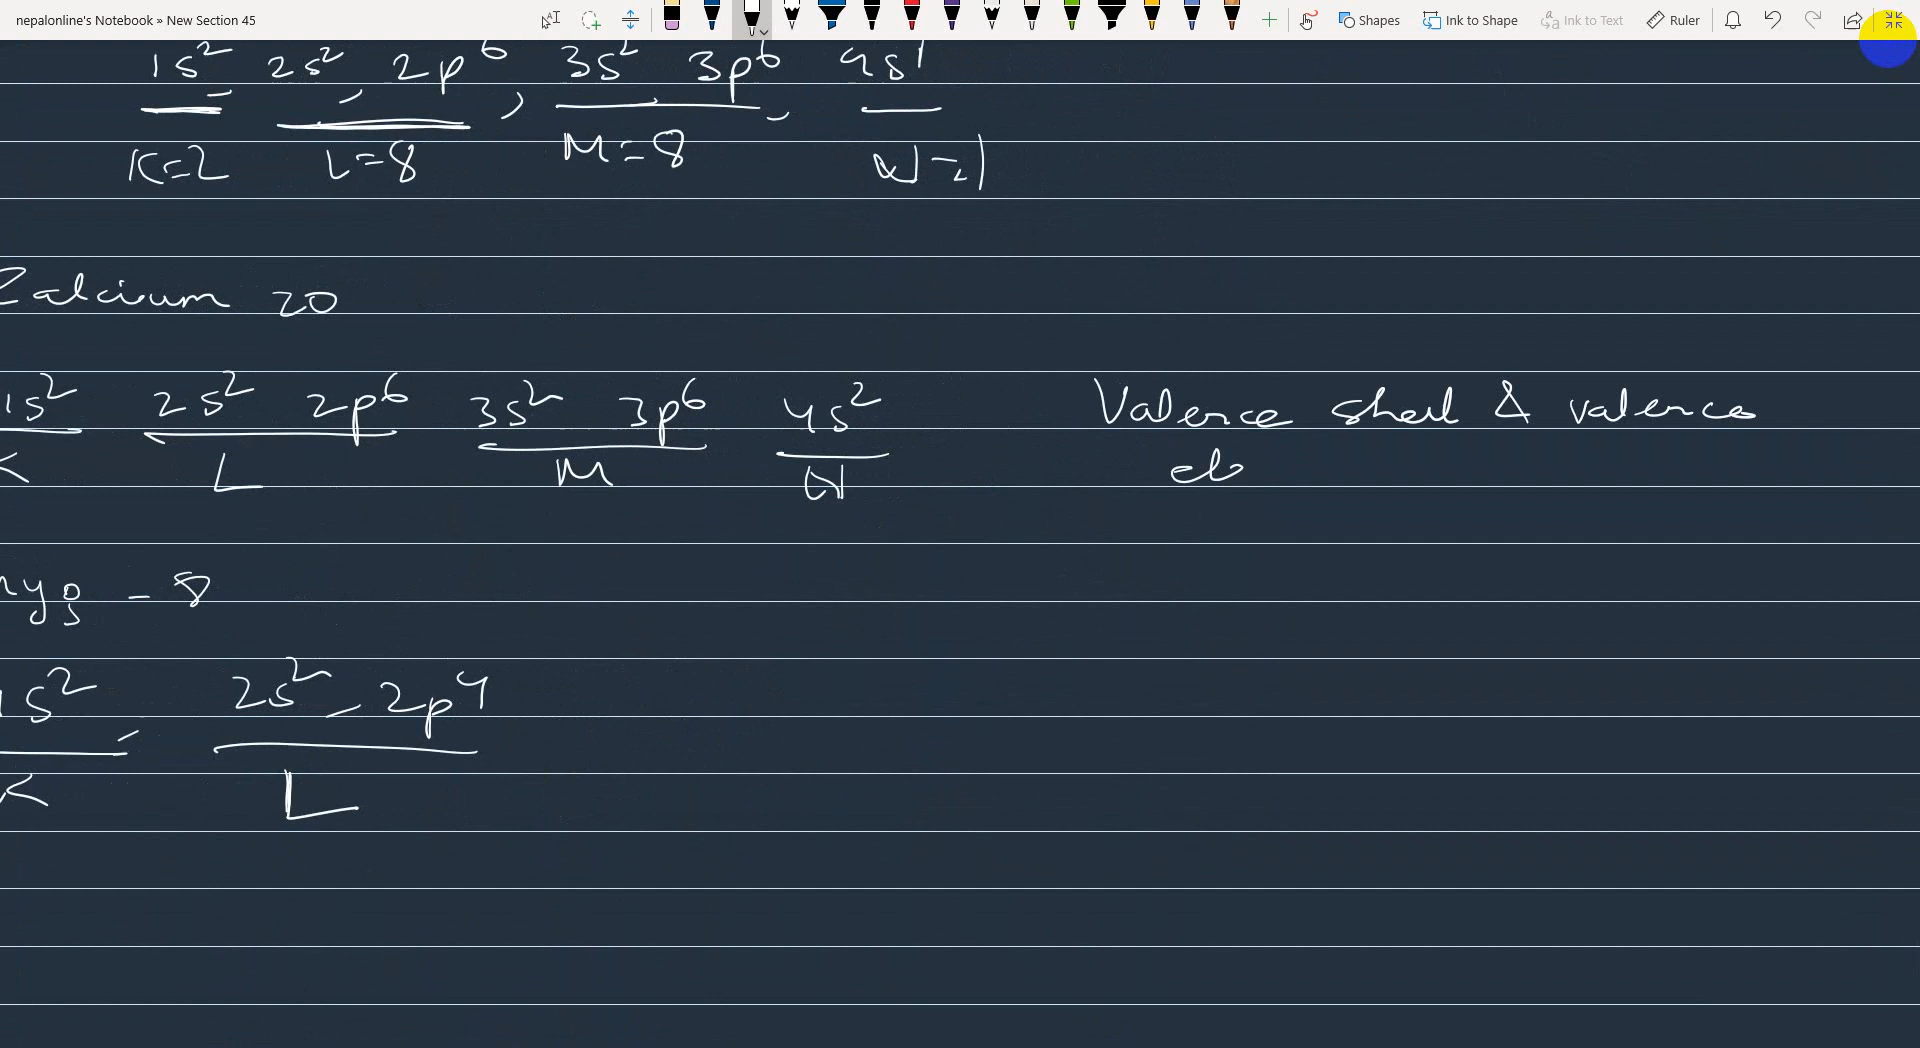 nepalonline's Notebook » New Section 45
Shapes Ink to Shape Ink to Text Ruler
1s² 2s², 2p⁶, 3s² 3p⁶, 4s¹
K=2 L=8 M=8 N=1
Calcium 20
1s² 2s² 2p⁶ 3s² 3p⁶ 4s² Valence shell & valence
K L M N
- 8
1s², 2s², 2p⁴
K L